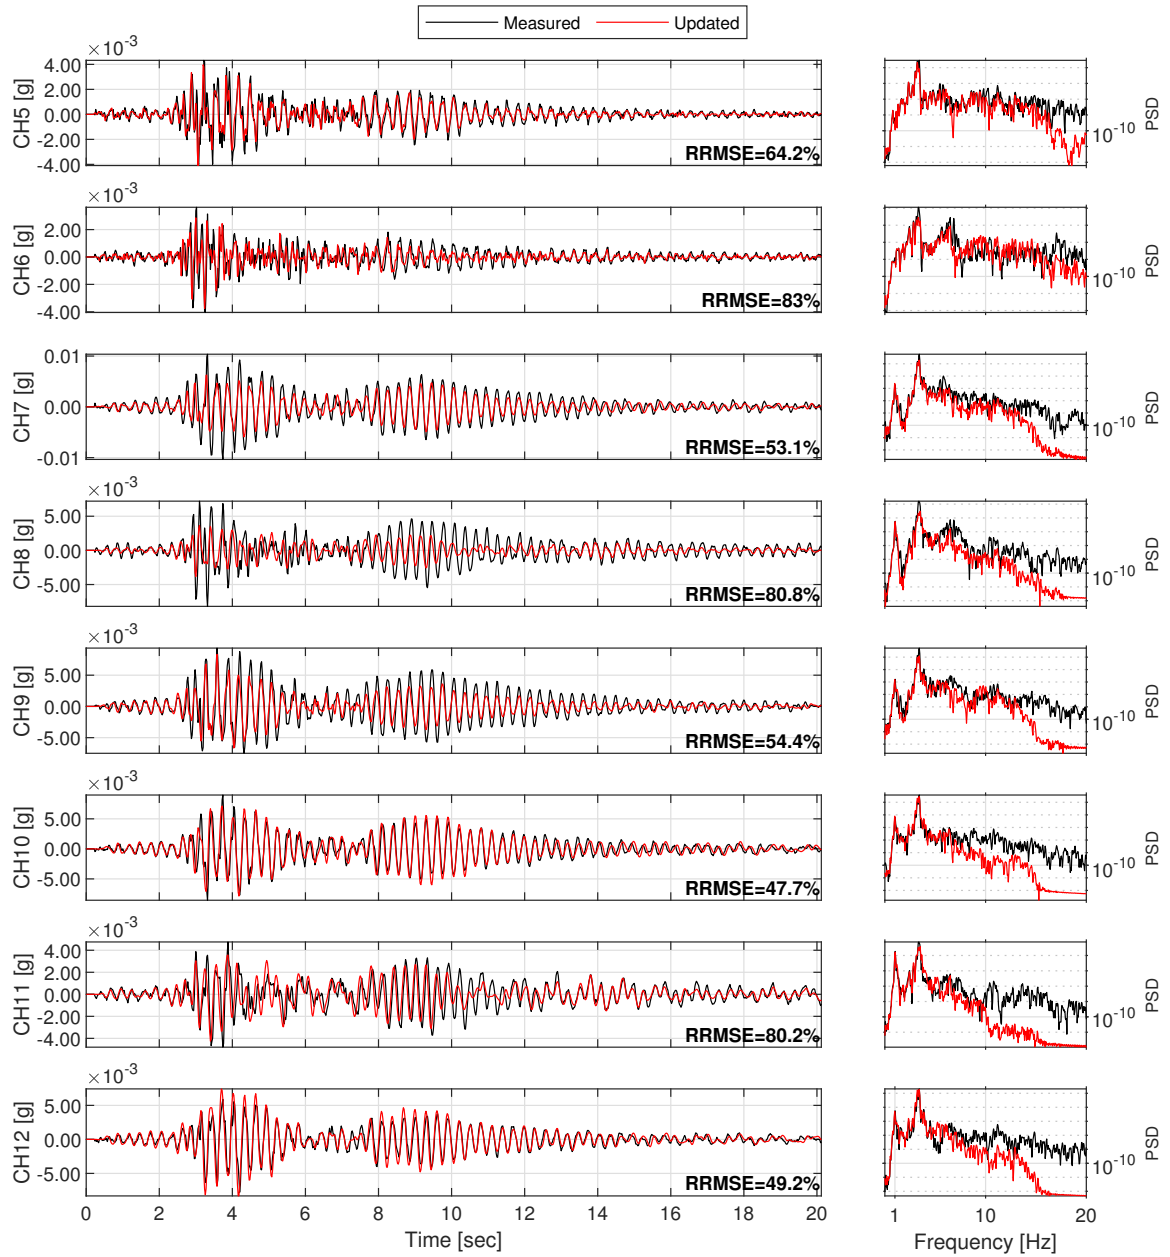 Measured Updated
×10-3
CH5 [g]
4.00
2.00
0.00
-2.00
-4.00
RRMSE=64.2%
10-10
PSD
×10-3
CH6 [g]
2.00
0.00
-2.00
-4.00
RRMSE=83%
10-10
PSD
CH7 [g]
0.01
0.00
-0.01
RRMSE=53.1%
10-10
PSD
×10-3
CH8 [g]
5.00
0.00
-5.00
RRMSE=80.8%
10-10
PSD
×10-3
CH9 [g]
5.00
0.00
-5.00
RRMSE=54.4%
10-10
PSD
×10-3
CH10 [g]
5.00
0.00
-5.00
RRMSE=47.7%
10-10
PSD
×10-3
CH11 [g]
4.00
2.00
0.00
-2.00
-4.00
RRMSE=80.2%
10-10
PSD
×10-3
CH12 [g]
5.00
0.00
-5.00
RRMSE=49.2%
10-10
PSD
0 2 4 6 8 10 12 14 16 18 20
Time [sec]
1 10 20
Frequency [Hz]